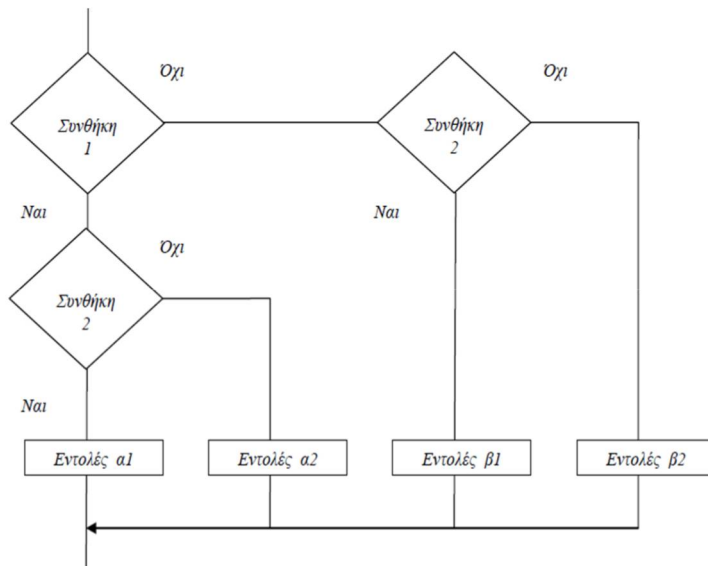 Όχι
Όχι
Συνθήκη
1
Συνθήκη
2
Ναι
Ναι
Όχι
Συνθήκη
2
Ναι
Εντολές α1
Εντολές α2
Εντολές β1
Εντολές β2